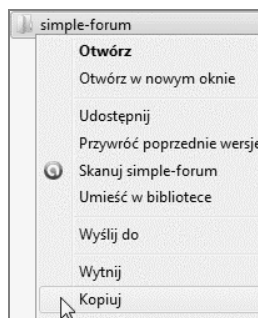 simple-forum
Otwórz
Otwórz w nowym oknie
Udostępnij
Przywróć poprzednie wersje
Skanuj simple-forum
Umieść w bibliotece
Wyślij do
Wytnij
Kopiuj